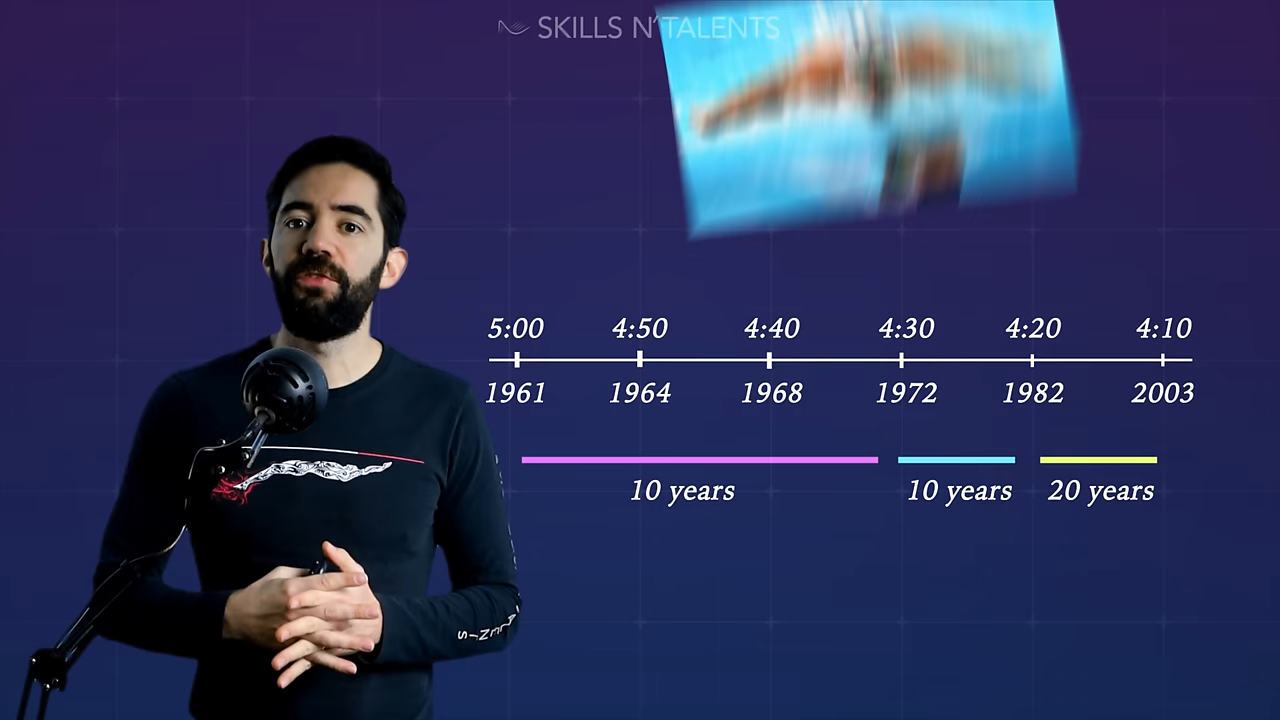 SKILLS N' TALENTS
5:00 4:50 4:40 4:30 4:20 4:10
1961 1964 1968 1972 1982 2003
10 years 10 years 20 years